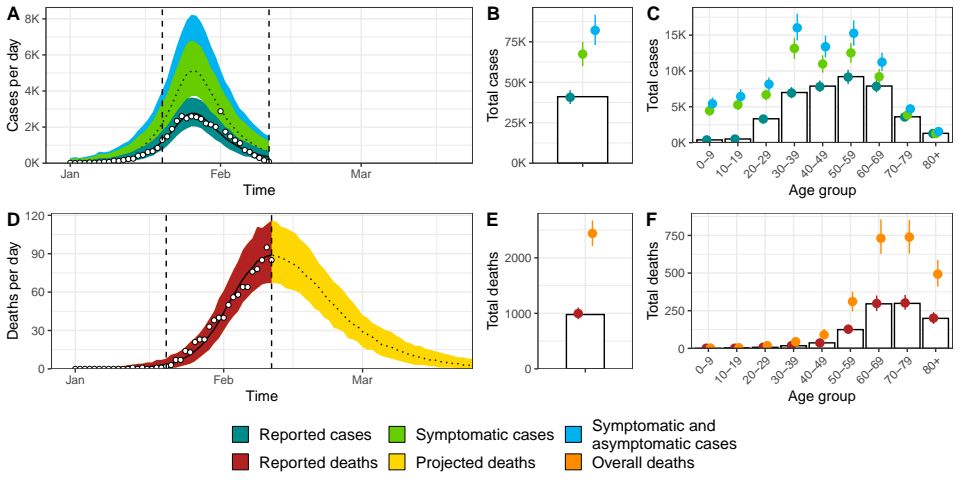 A
Cases per day
8K
6K
4K
2K
0K
Jan
Feb
Mar
Time
B
Total cases
75K
50K
25K
0K
C
Total cases
15K
10K
5K
0K
0–9
10–19
20–29
30–39
40–49
50–59
60–69
70–79
80+
Age group
D
Deaths per day
120
90
60
30
0
Jan
Feb
Mar
Time
E
Total deaths
2000
1000
0
F
Total deaths
750
500
250
0
0–9
10–19
20–29
30–39
40–49
50–59
60–69
70–79
80+
Age group
Reported cases
Symptomatic cases
Symptomatic and
asymptomatic cases
Reported deaths
Projected deaths
Overall deaths